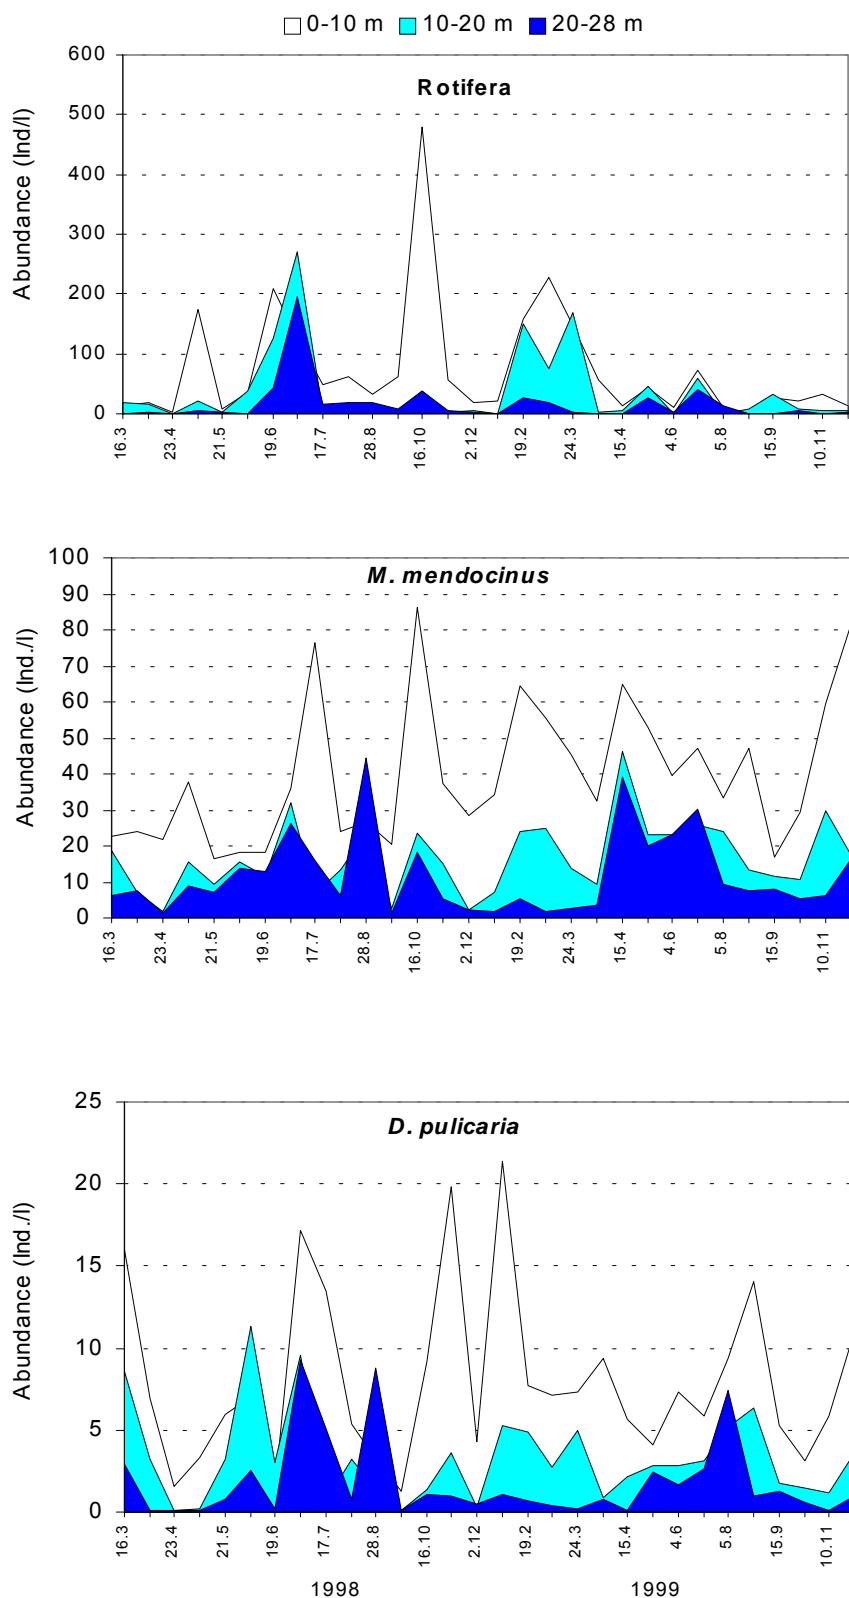 0-10 m 10-20 m 20-28 m
Rotifera
Abundance (Ind/l)
600
500
400
300
200
100
0
16.3 23.4 21.5 19.6 17.7 28.8 16.10 2.12 19.2 24.3 15.4 4.6 5.8 15.9 10.11
M. mendocinus
Abundance (Ind./l)
100
90
80
70
60
50
40
30
20
10
0
16.3 23.4 21.5 19.6 17.7 28.8 16.10 2.12 19.2 24.3 15.4 4.6 5.8 15.9 10.11
D. pulicaria
Abundance (Ind./l)
25
20
15
10
5
0
16.3 23.4 21.5 19.6 17.7 28.8 16.10 2.12 19.2 24.3 15.4 4.6 5.8 15.9 10.11
1998 1999